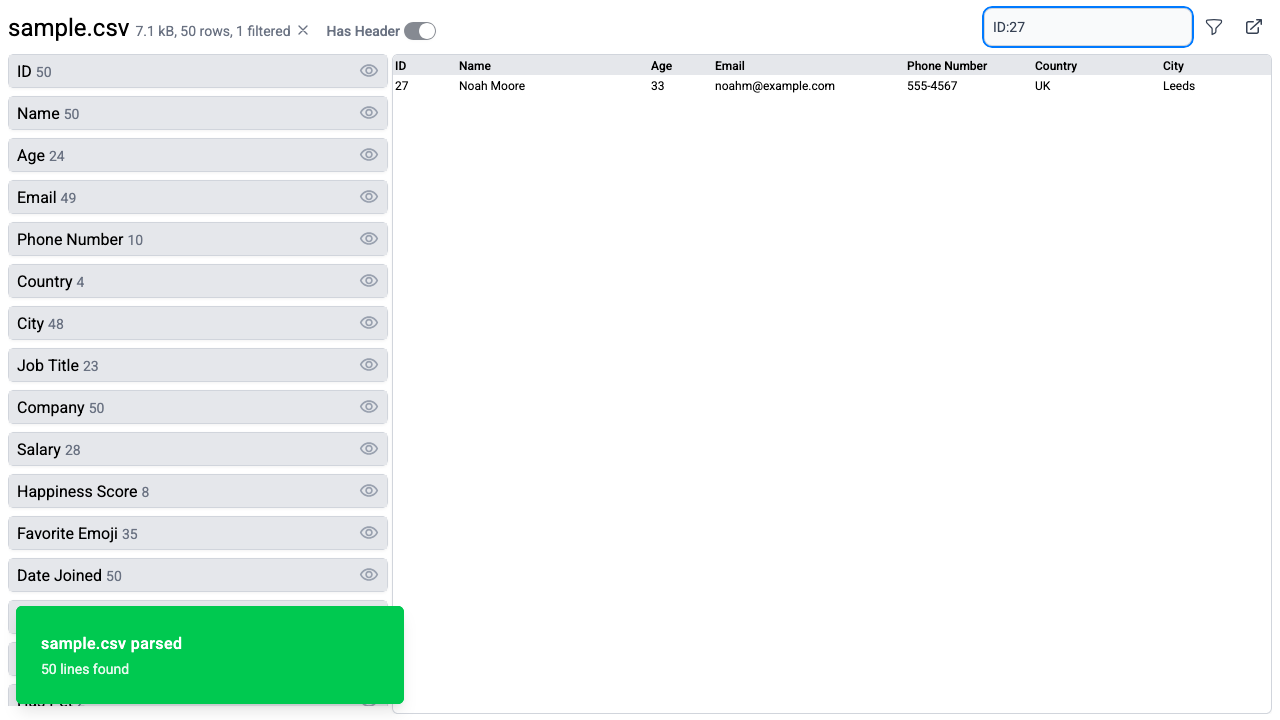 sample.csv 7.1 kB, 50 rows, 1 filtered Has Header ID:27
ID 50
Name 50
Age 24
Email 49
Phone Number 10
Country 4
City 48
Job Title 23
Company 50
Salary 28
Happiness Score 8
Favorite Emoji 35
Date Joined 50
sample.csv parsed
50 lines found
ID Name Age Email Phone Number Country City
27 Noah Moore 33 noahm@example.com 555-4567 UK Leeds